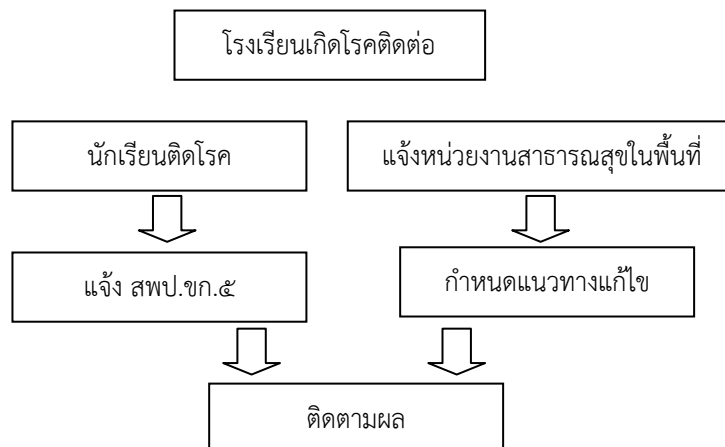 โรงเรียนเกิดโรคติดต่อ
นักเรียนติดโรค
แจ้งหน่วยงานสาธารณสุขในพื้นที่
แจ้ง สพป.ขก.๕
กำหนดแนวทางแก้ไข
ติดตามผล